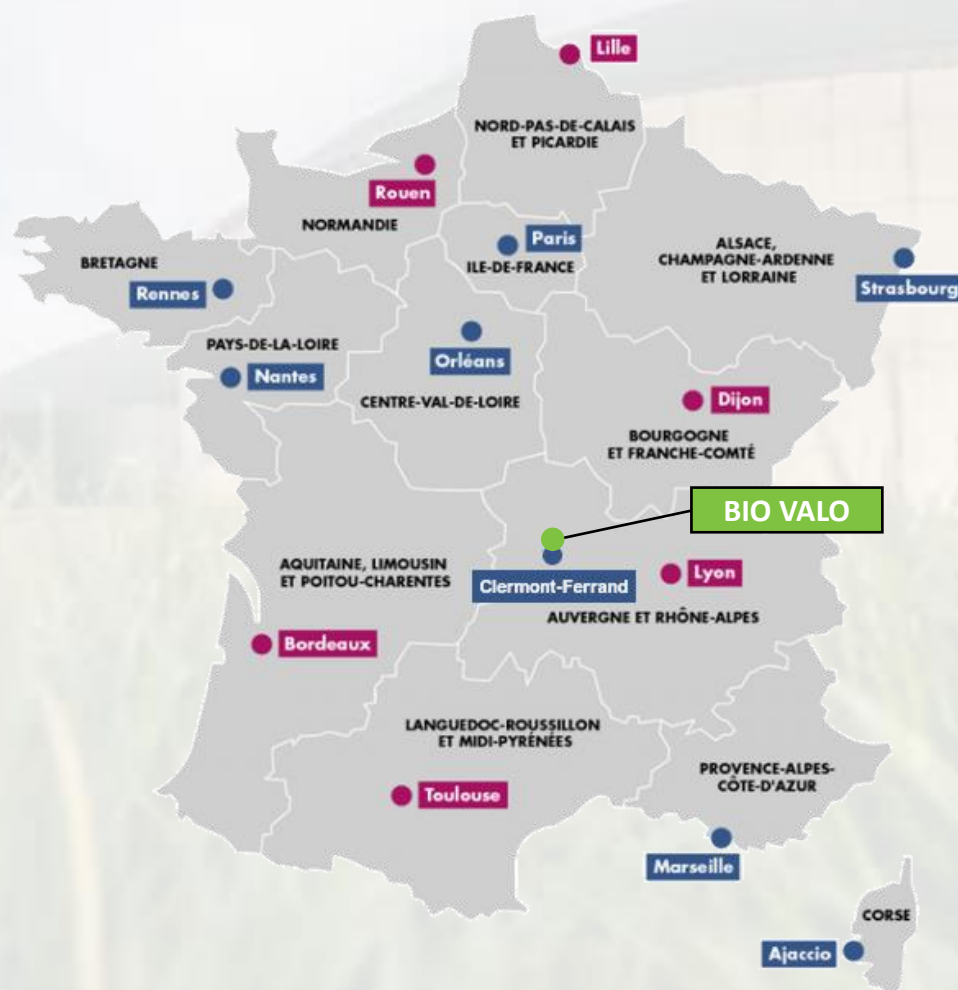 Lille
NORD-PAS-DE-CALAIS
ET PICARDIE
Rouen
NORMANDIE
Paris
ILE-DE-FRANCE
ALSACE,
CHAMPAGNE-ARDENNE
ET LORRAINE
Strasbourg
BRETAGNE
Rennes
PAYS-DE-LA-LOIRE
Nantes
Orléans
CENTRE-VAL-DE-LOIRE
Dijon
BOURGOGNE
ET FRANCHE-COMTÉ
BIO VALO
AQUITAINE, LIMOUSIN
ET POITOU-CHARENTES
Clermont-Ferrand
Lyon
AUVERGNE ET RHÔNE-ALPES
Bordeaux
LANGUEDOC-ROUSSILLON
ET MIDI-PYRÉNÉES
Toulouse
PROVENCE-ALPES-
CÔTE-D'AZUR
Marseille
CORSE
Ajaccio